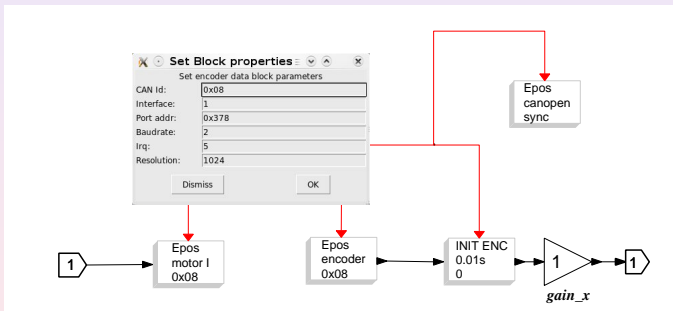 Set Block properties
Set encoder data block parameters
CAN Id: 0x08
Interface: 1
Port addr: 0x378
Baudrate: 2
Irq: 5
Resolution: 1024
Dismiss OK
Epos
canopen
sync
1
Epos
motor I
0x08
Epos
encoder
0x08
INIT ENC
0.01s
0
1
gain_x
1